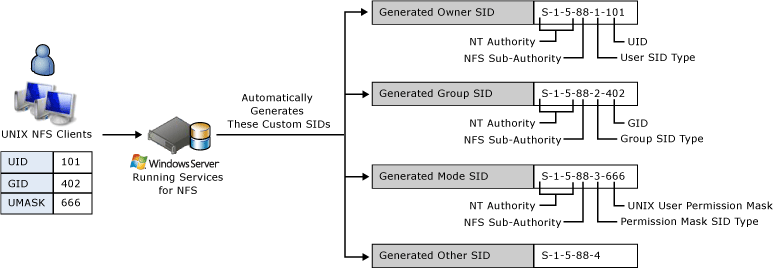 UNIX NFS Clients
UID 101
GID 402
UMASK 666
Windows Server
Running Services
for NFS
Automatically
Generates
These Custom SIDs
Generated Owner SID S-1-5-88-1-101
NT Authority
UID
NFS Sub-Authority
User SID Type
Generated Group SID S-1-5-88-2-402
NT Authority
GID
NFS Sub-Authority
Group SID Type
Generated Mode SID S-1-5-88-3-666
NT Authority
UNIX User Permission Mask
NFS Sub-Authority
Permission Mask SID Type
Generated Other SID S-1-5-88-4